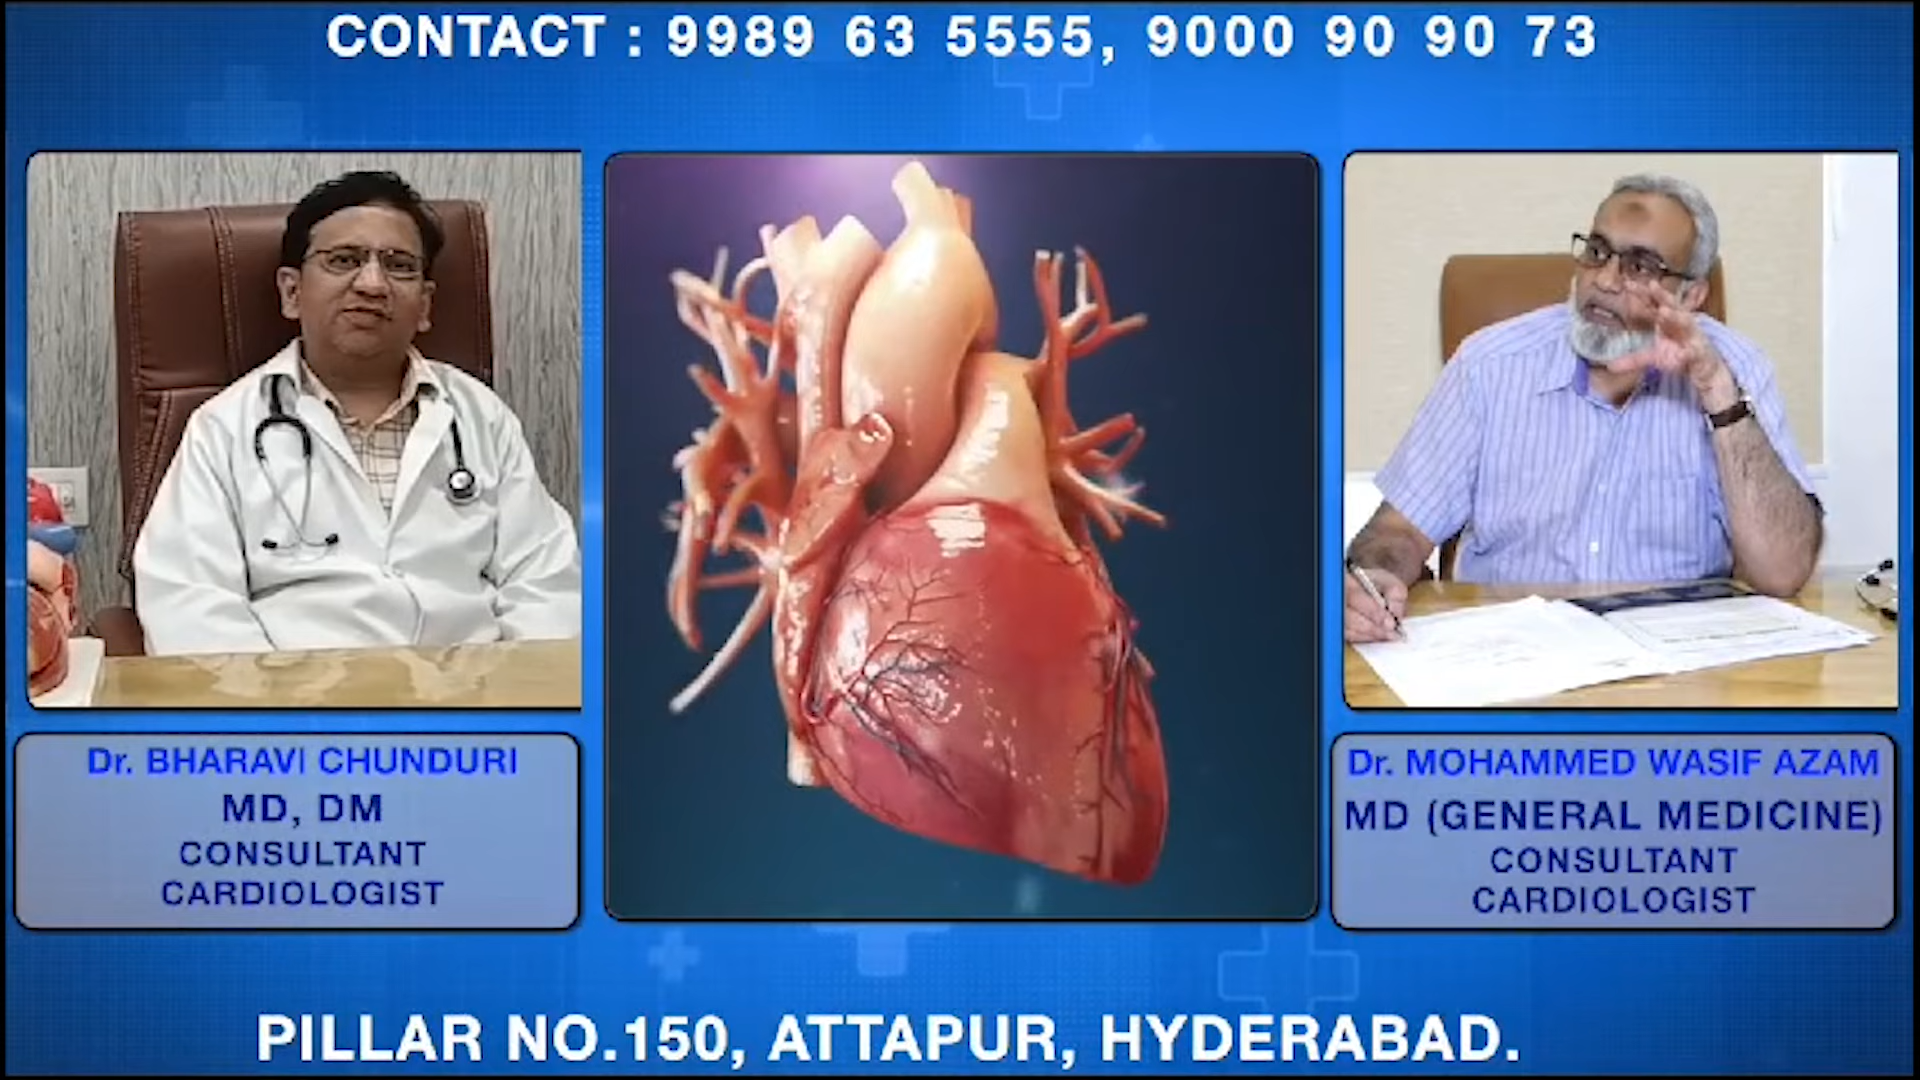 CONTACT : 9989 63 5555, 9000 90 90 73
Dr. BHARAVI CHUNDURI
MD, DM
CONSULTANT
CARDIOLOGIST
Dr. MOHAMMED WASIF AZAM
MD (GENERAL MEDICINE)
CONSULTANT
CARDIOLOGIST
PILLAR NO.150, ATTAPUR, HYDERABAD.